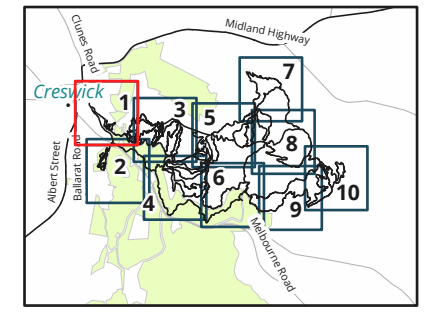 Midland Highway
Clunes Road
7
Creswick
1
3
5
8
Albert Street
Ballarat Road
2
6
10
4
9
Melbourne Road